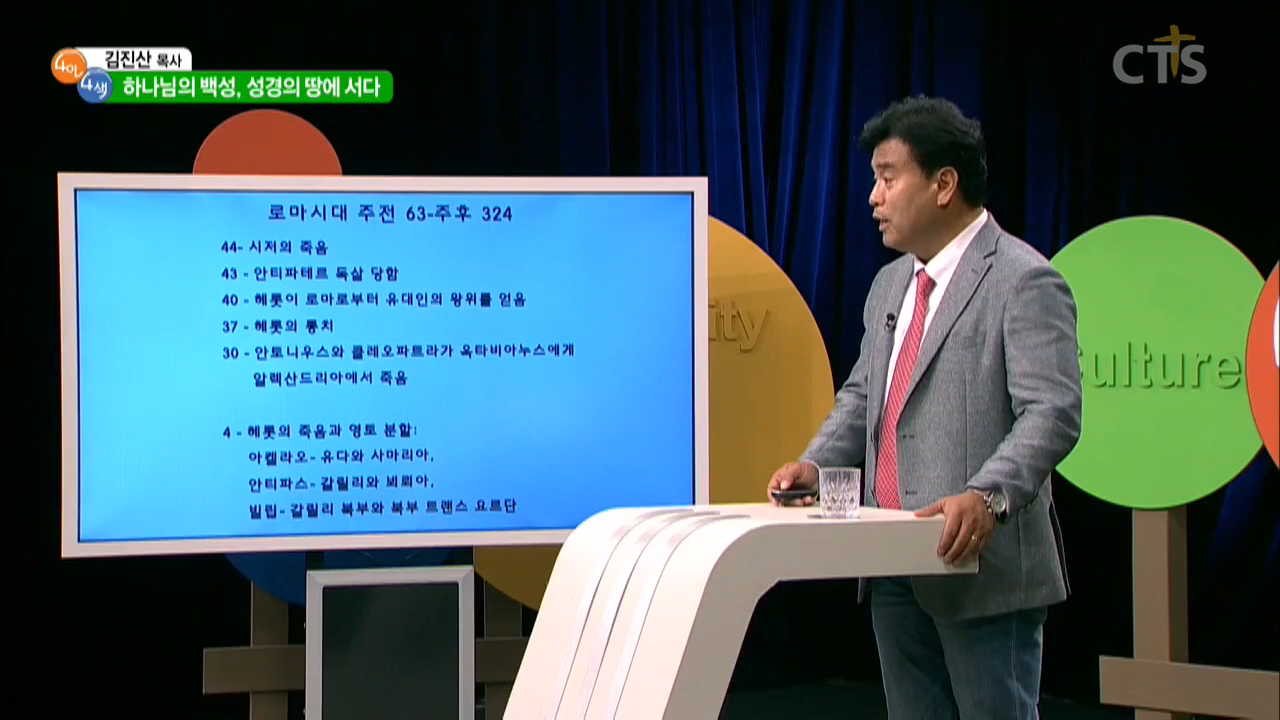 4인
4색
김진산 목사
하나님의 백성, 성경의 땅에 서다
CTS
로마시대 주전 63-주후 324
44- 시저의 죽음
43 - 안티파테르 독살 당함
40 - 헤롯이 로마로부터 유대인의 왕위를 얻음
37 - 헤롯의 통치
30 - 안토니우스와 클레오파트라가 옥타비아누스에게
알렉산드리아에서 죽음
4 - 헤롯의 죽음과 영토 분할:
아켈라오- 유다와 사마리아,
안티파스- 갈릴리와 뵈뢰아,
빌립- 갈릴리 북부와 북부 트랜스 요르단
ity
Culture